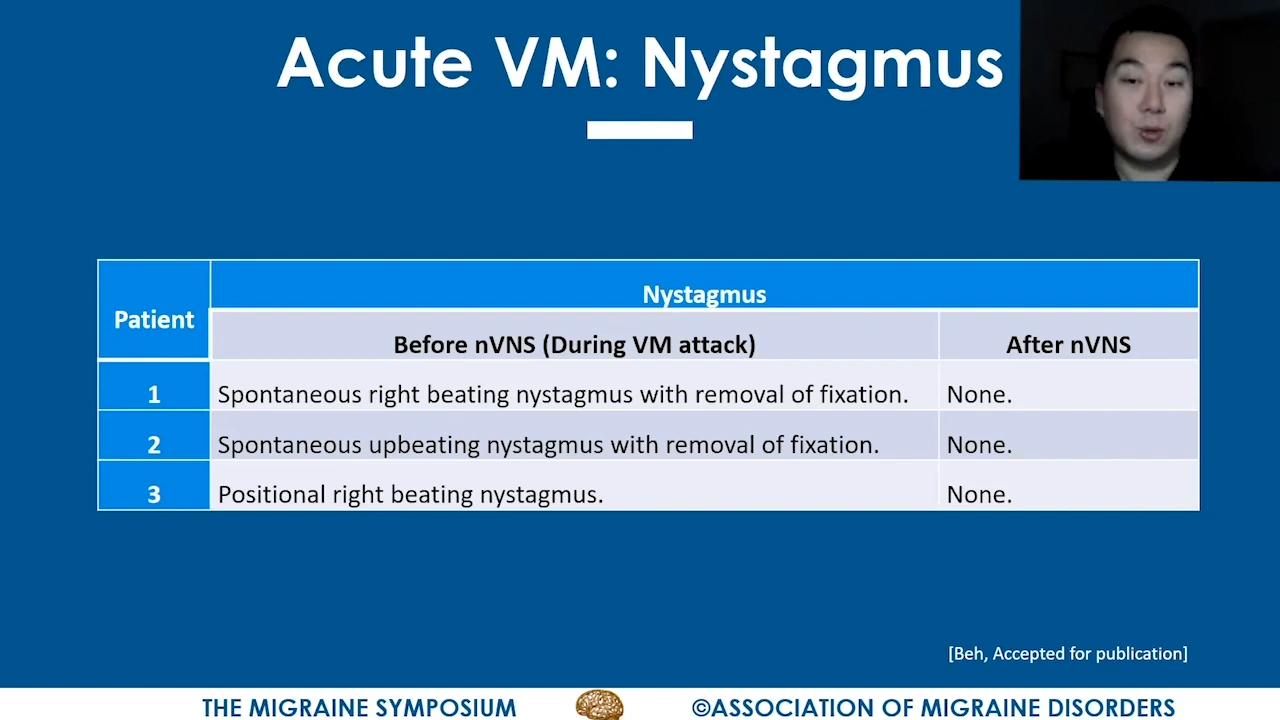 Acute VM: Nystagmus
Patient
Nystagmus
Before nVNS (During VM attack)
After nVNS
1
Spontaneous right beating nystagmus with removal of fixation.
None.
2
Spontaneous upbeating nystagmus with removal of fixation.
None.
3
Positional right beating nystagmus.
None.
[Beh, Accepted for publication]
THE MIGRAINE SYMPOSIUM
©ASSOCIATION OF MIGRAINE DISORDERS